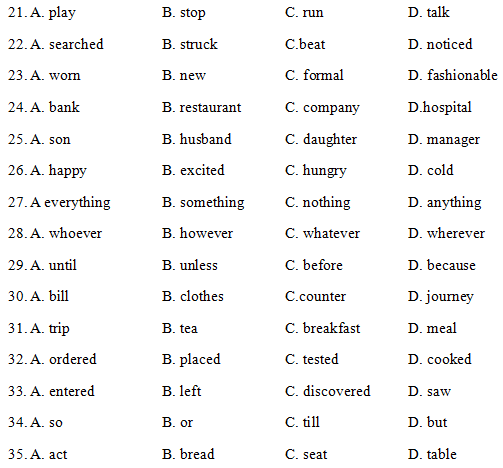 21. A. play B. stop C. run D. talk
22. A. searched B. struck C.beat D. noticed
23. A. worn B. new C. formal D. fashionable
24. A. bank B. restaurant C. company D.hospital
25. A. son B. husband C. daughter D. manager
26. A. happy B. excited C. hungry D. cold
27. A everything B. something C. nothing D. anything
28. A. whoever B. however C. whatever D. wherever
29. A. until B. unless C. before D. because
30. A. bill B. clothes C.counter D. journey
31. A. trip B. tea C. breakfast D. meal
32. A. ordered B. placed C. tested D. cooked
33. A. entered B. left C. discovered D. saw
34. A. so B. or C. till D. but
35. A. act B. bread C. seat D. table